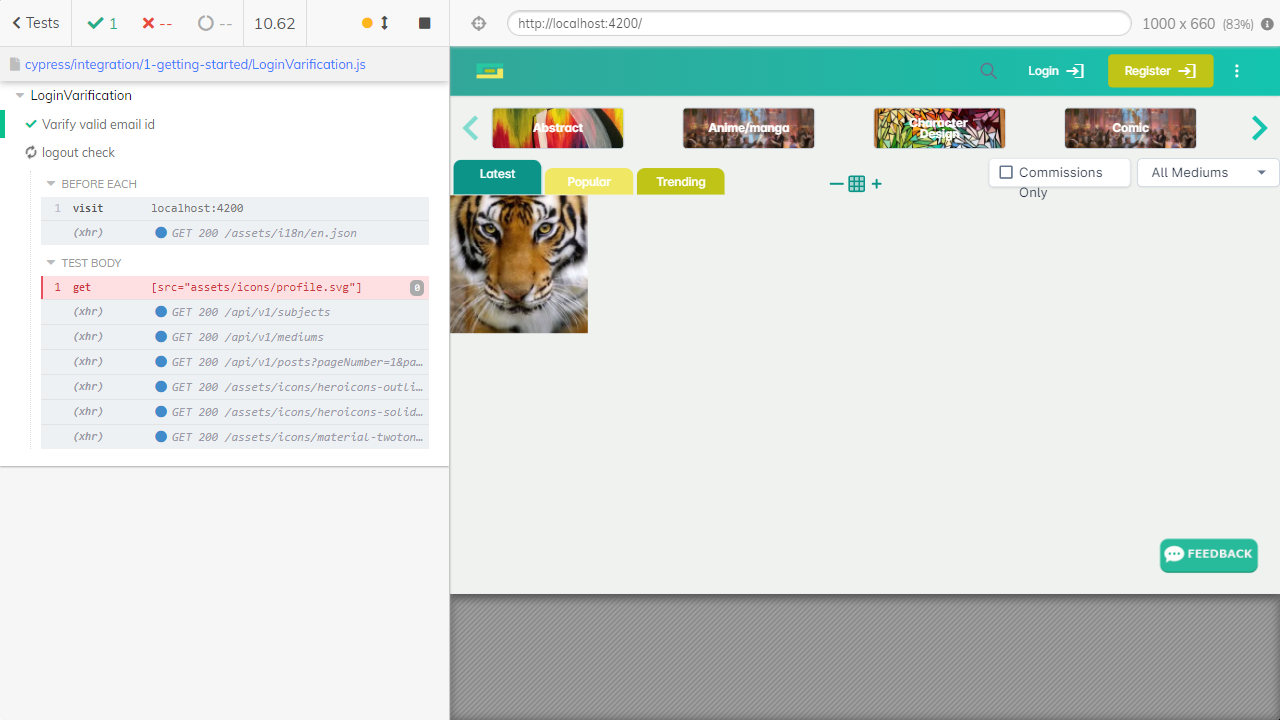 Tests
1
--
--
10.62
cypress/integration/1-getting-started/LoginVarification.js
LoginVarification
Varify valid email id
logout check
BEFORE EACH
1 visit localhost:4200
(xhr) GET 200 /assets/i18n/en.json
TEST BODY
1 get [src="assets/icons/profile.svg"] 0
(xhr) GET 200 /api/v1/subjects
(xhr) GET 200 /api/v1/mediums
(xhr) GET 200 /api/v1/posts?pageNumber=1&pa…
(xhr) GET 200 /assets/icons/heroicons-outli…
(xhr) GET 200 /assets/icons/heroicons-solid…
(xhr) GET 200 /assets/icons/material-twoton…
http://localhost:4200/
1000 x 660 (83%)
Login
Register
Abstract
Anime/manga
Character
Design
Comic
Latest
Popular
Trending
Commissions
Only
All Mediums
FEEDBACK